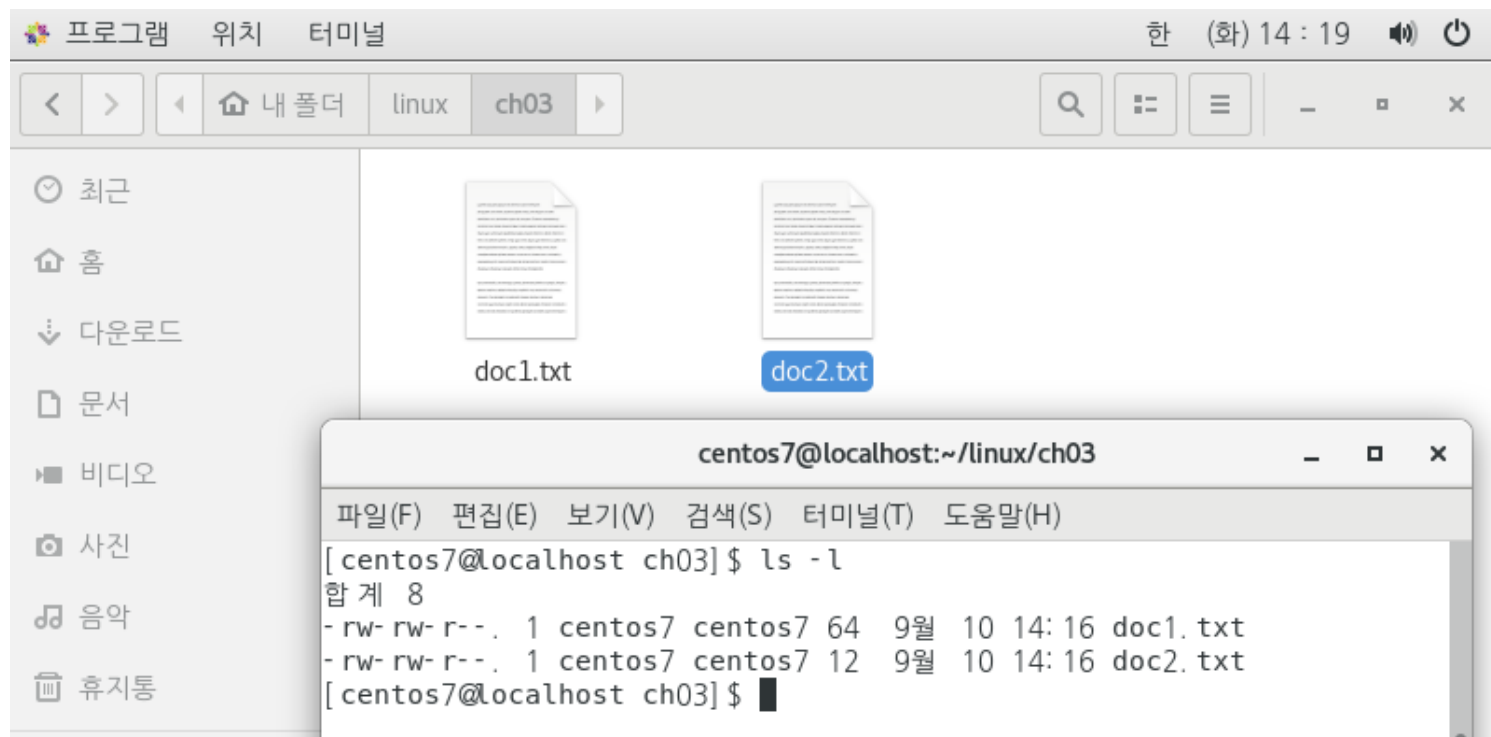 프로그램 위치 터미널 한 (화) 14 : 19
내 폴더 linux ch03
최근
홈
다운로드
문서
비디오
사진
음악
휴지통
doc1.txt doc2.txt
centos7@localhost:~/linux/ch03
파일(F) 편집(E) 보기(V) 검색(S) 터미널(T) 도움말(H)
[centos7@localhost ch03]$ ls -l
합계 8
-rw-rw-r--. 1 centos7 centos7 64 9월 10 14:16 doc1.txt
-rw-rw-r--. 1 centos7 centos7 12 9월 10 14:16 doc2.txt
[centos7@localhost ch03]$